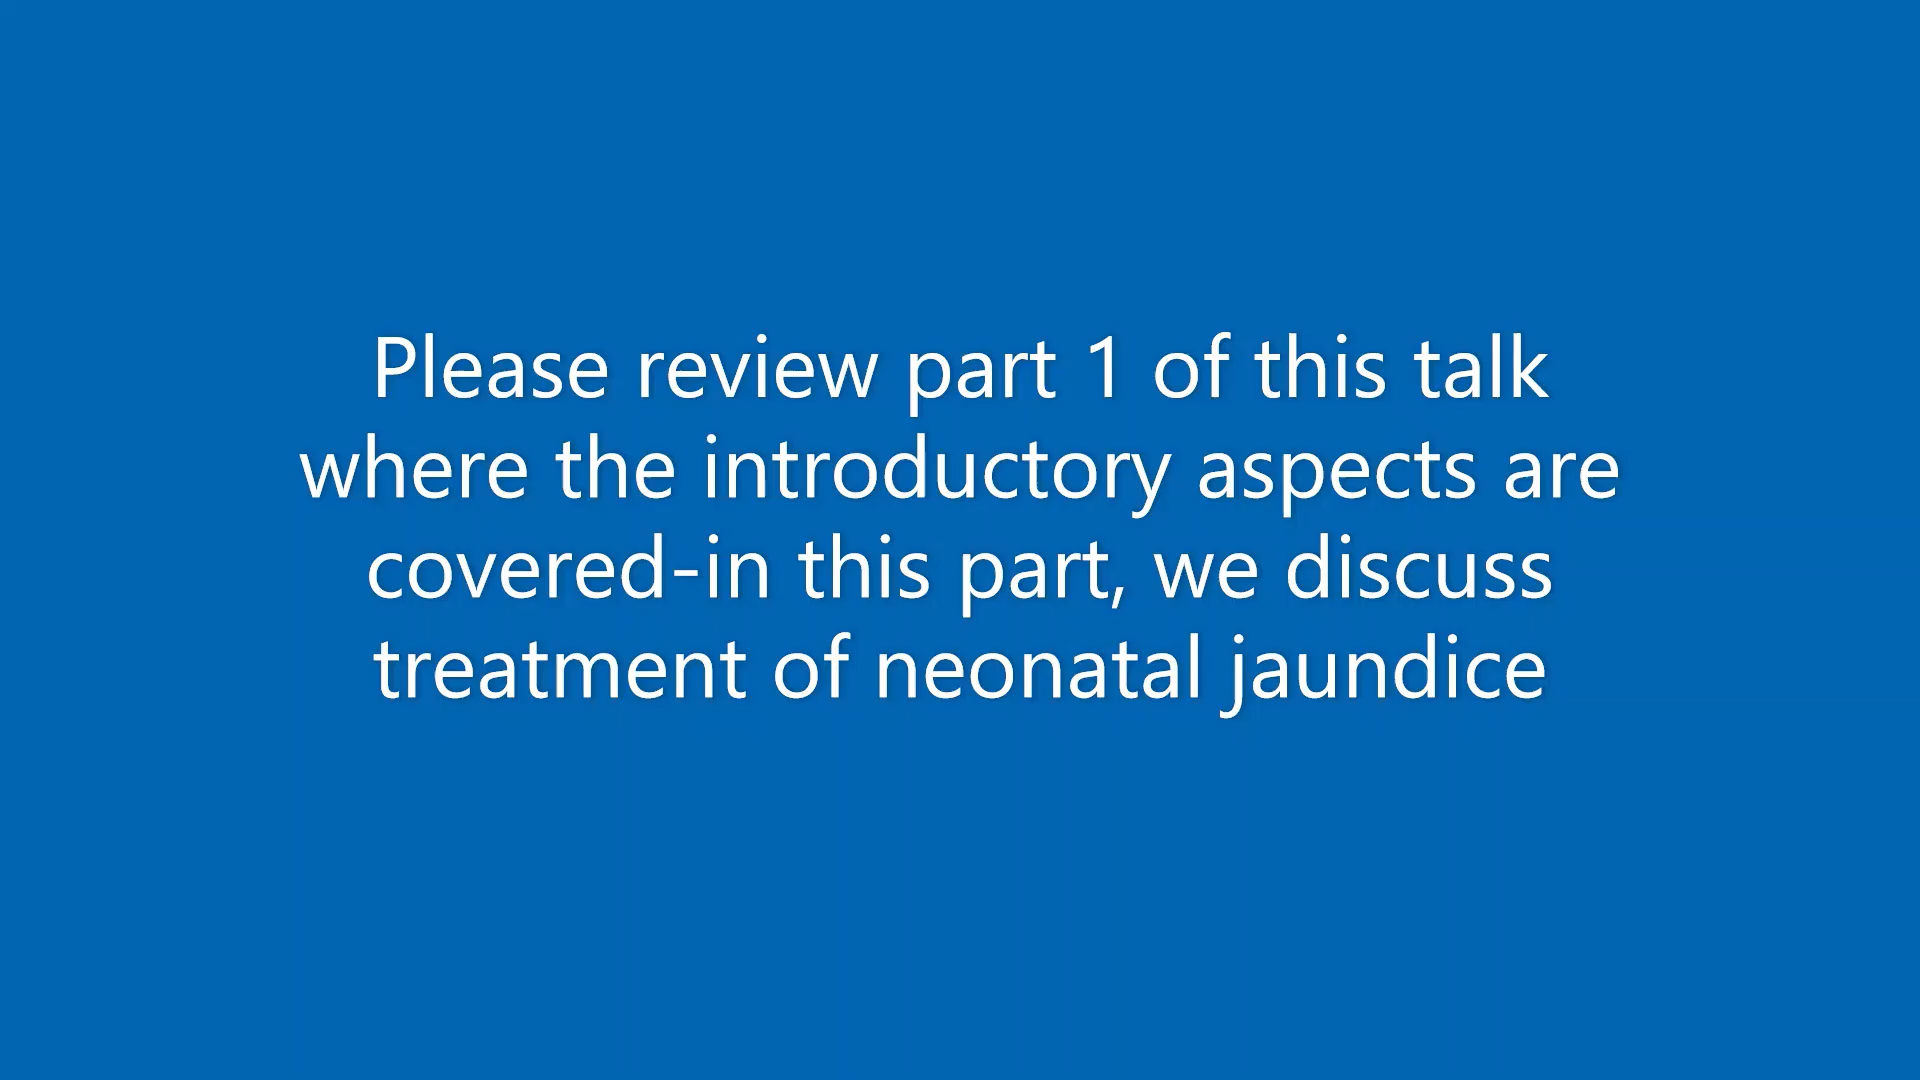 Please review part 1 of this talk
where the introductory aspects are
covered-in this part, we discuss
treatment of neonatal jaundice